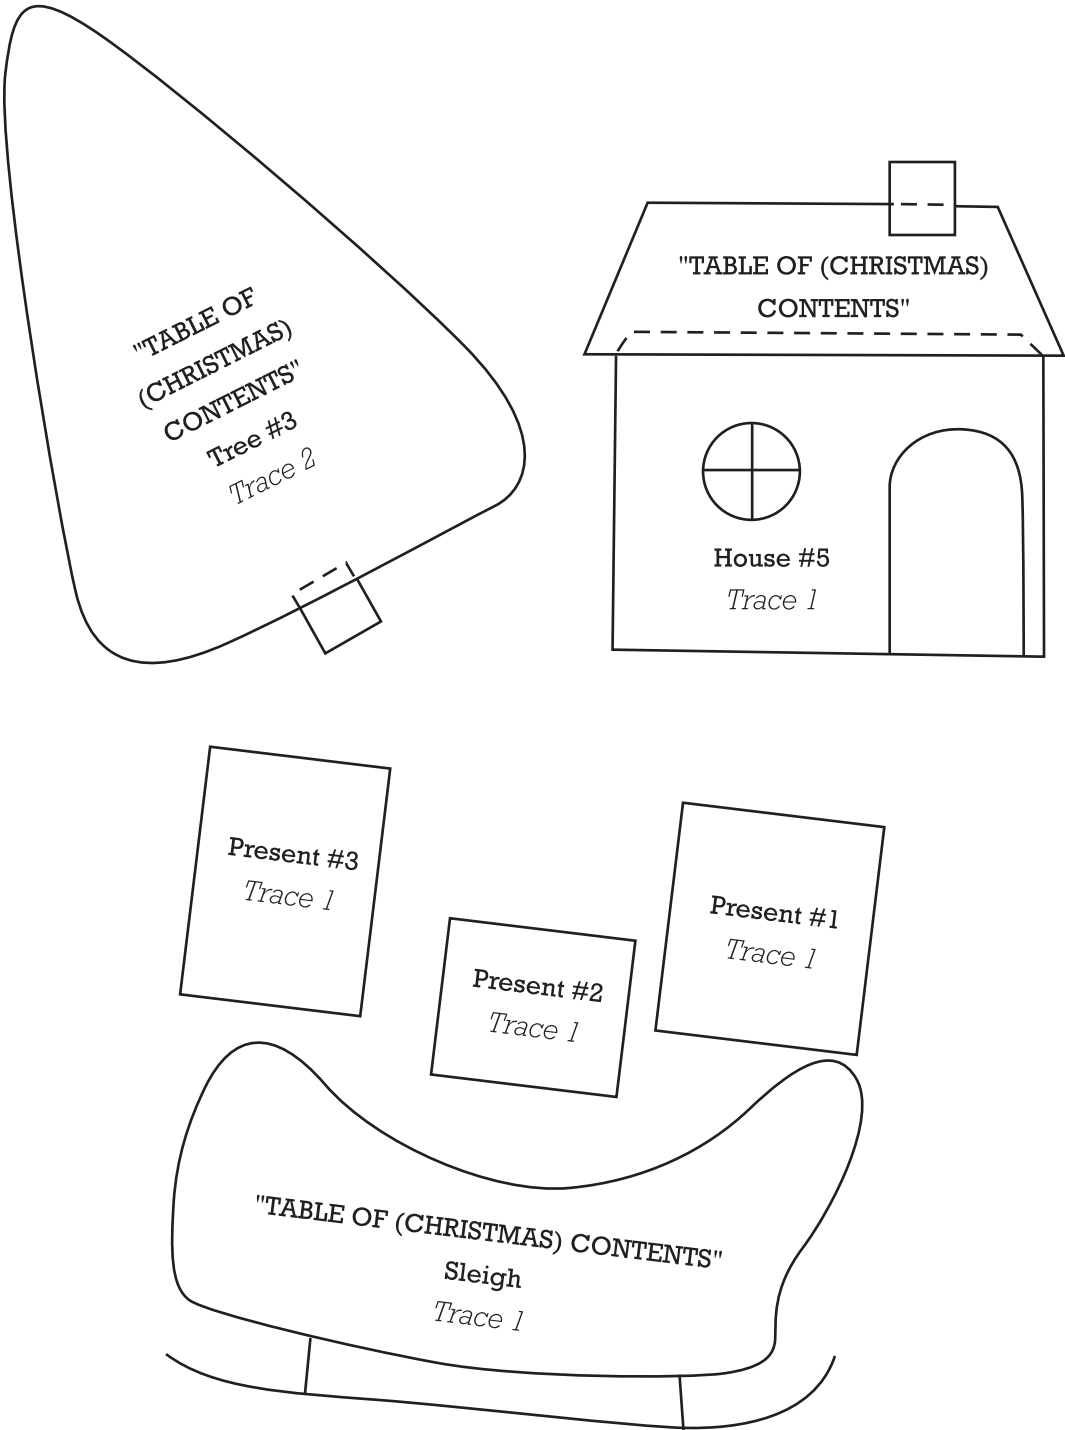 "TABLE OF
(CHRISTMAS)
CONTENTS"
Tree #3
Trace 2
"TABLE OF (CHRISTMAS)
CONTENTS"
House #5
Trace 1
Present #3
Trace 1
Present #2
Trace 1
Present #1
Trace 1
"TABLE OF (CHRISTMAS) CONTENTS"
Sleigh
Trace 1